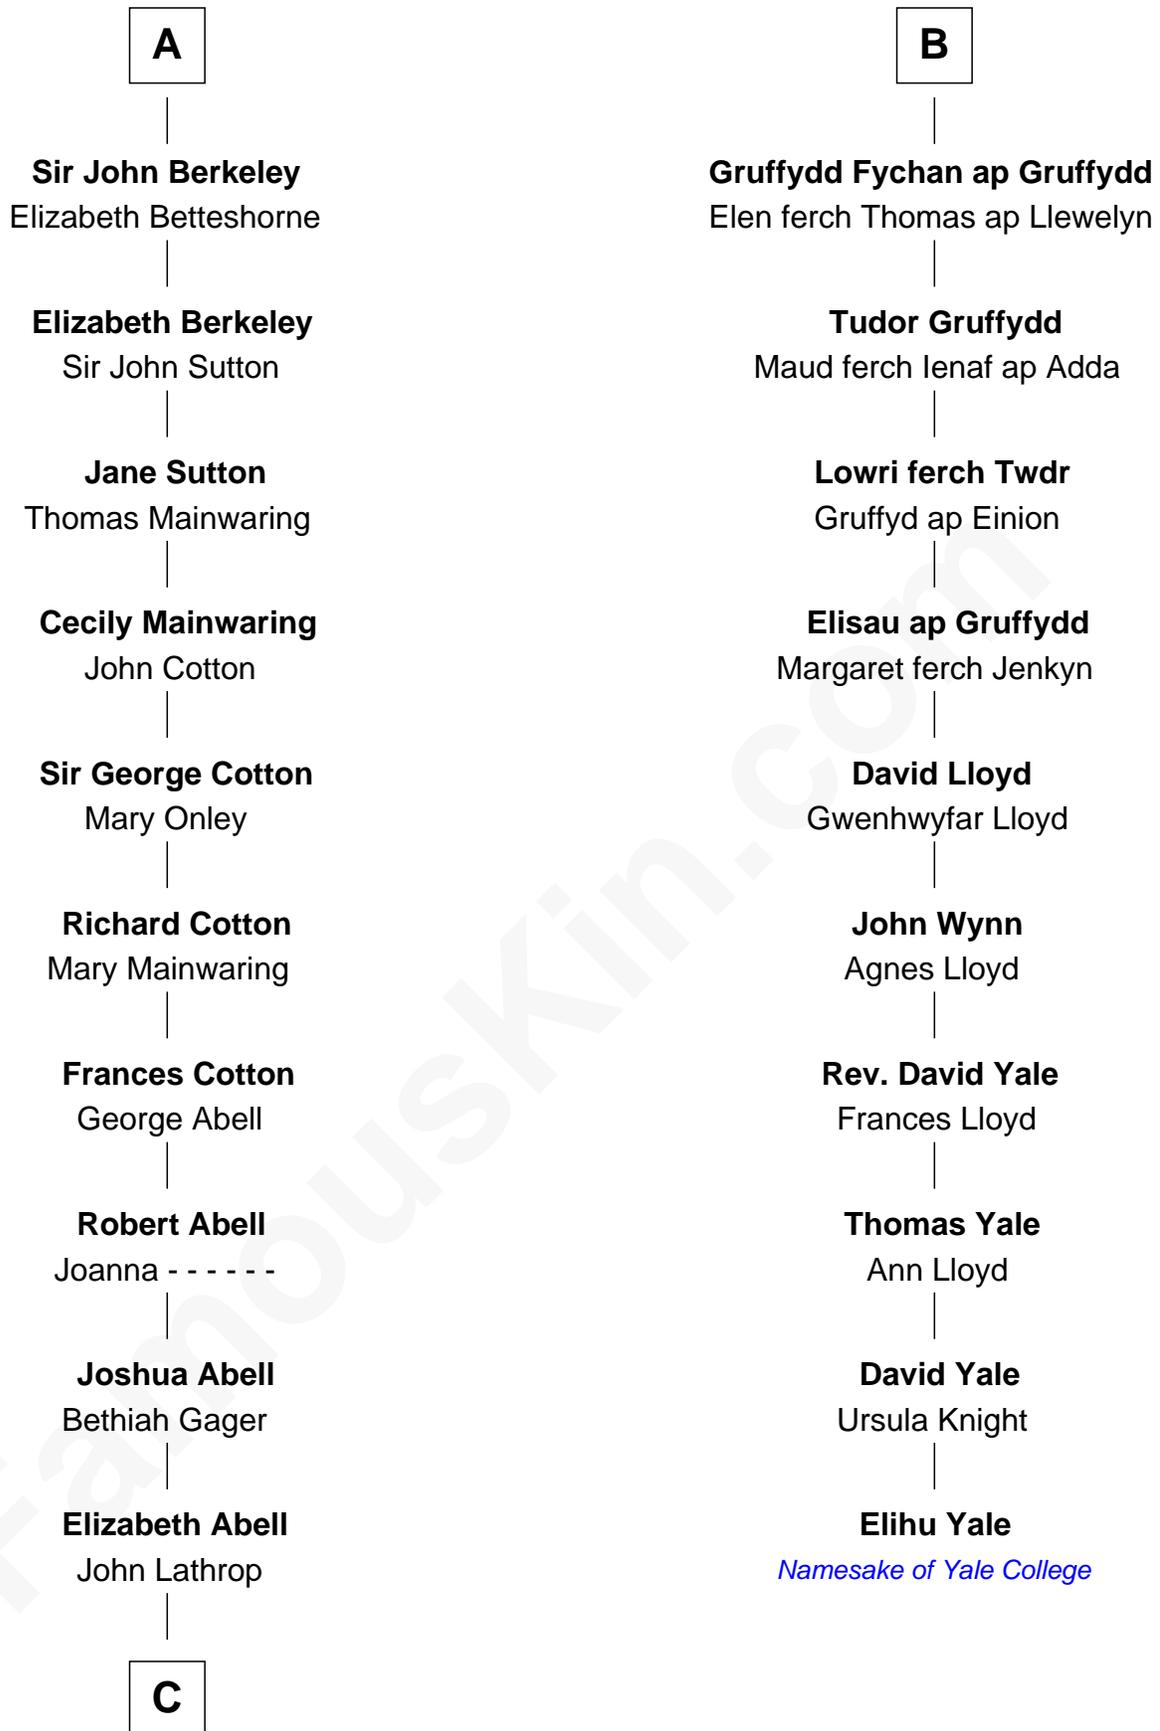 A
Sir John Berkeley
Elizabeth Betteshorne
Elizabeth Berkeley
Sir John Sutton
Jane Sutton
Thomas Mainwaring
Cecily Mainwaring
John Cotton
Sir George Cotton
Mary Onley
Richard Cotton
Mary Mainwaring
Frances Cotton
George Abell
Robert Abell
Joanna - - - - - -
Joshua Abell
Bethiah Gager
Elizabeth Abell
John Lathrop
C
B
Gruffydd Fychan ap Gruffydd
Elen ferch Thomas ap Llewelyn
Tudor Gruffydd
Maud ferch Ienaf ap Adda
Lowri ferch Twdr
Gruffyd ap Einion
Elisau ap Gruffydd
Margaret ferch Jenkyn
David Lloyd
Gwenhwyfar Lloyd
John Wynn
Agnes Lloyd
Rev. David Yale
Frances Lloyd
Thomas Yale
Ann Lloyd
David Yale
Ursula Knight
Elihu Yale
Namesake of Yale College
FamousKin.com